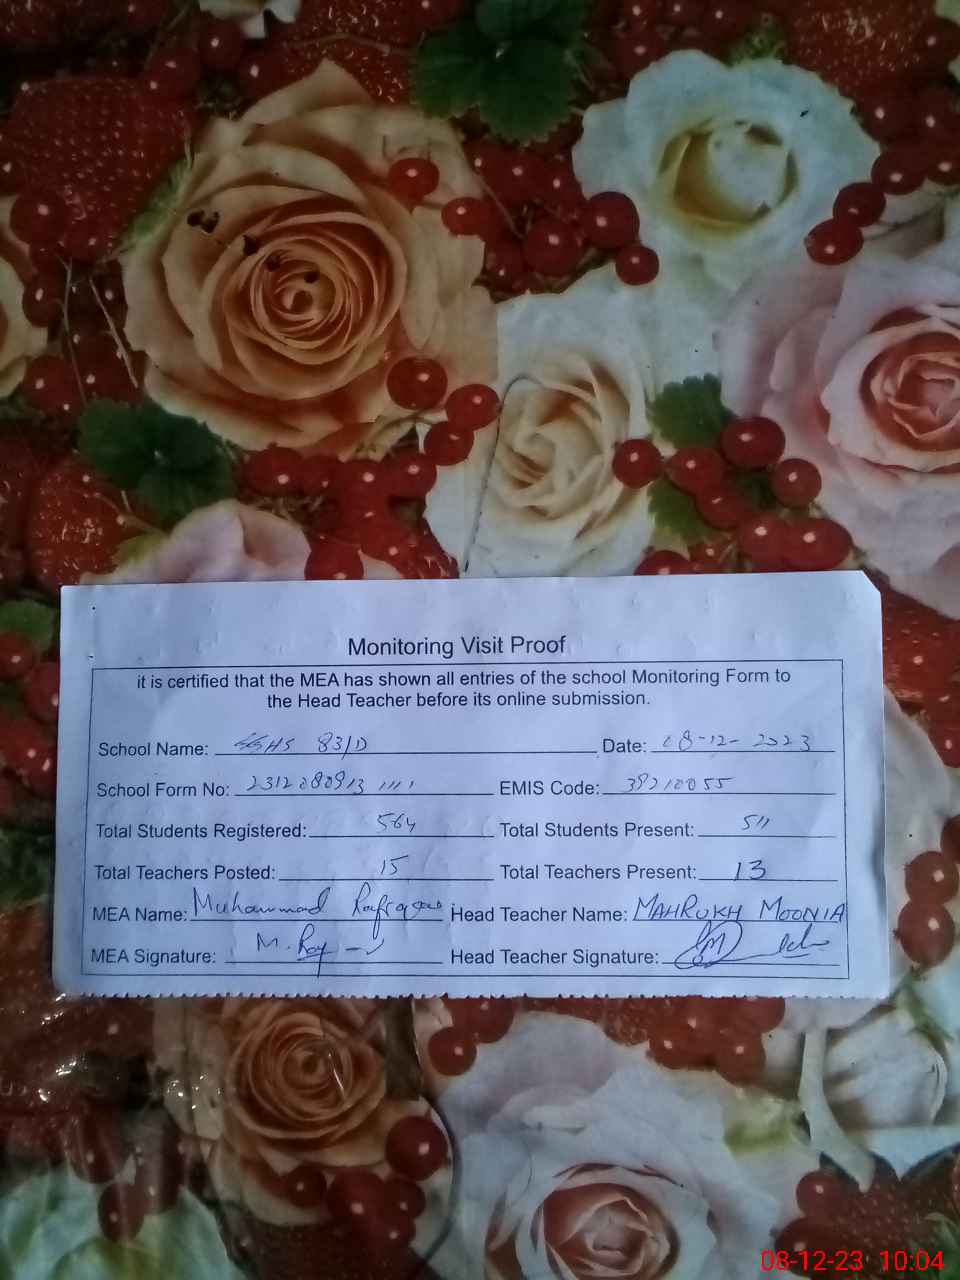 Monitoring Visit Proof
it is certified that the MEA has shown all entries of the school Monitoring Form to
the Head Teacher before its online submission.
School Name: GGHS 83/D Date: 08-12-2023
School Form No: EMIS Code: 39210055
Total Students Registered: 564 Total Students Present: 511
Total Teachers Posted: 15 Total Teachers Present: 13
MEA Name: Muhammad Head Teacher Name: MAHRUKH MOONIA
MEA Signature: Head Teacher Signature:
08-12-23 10:04